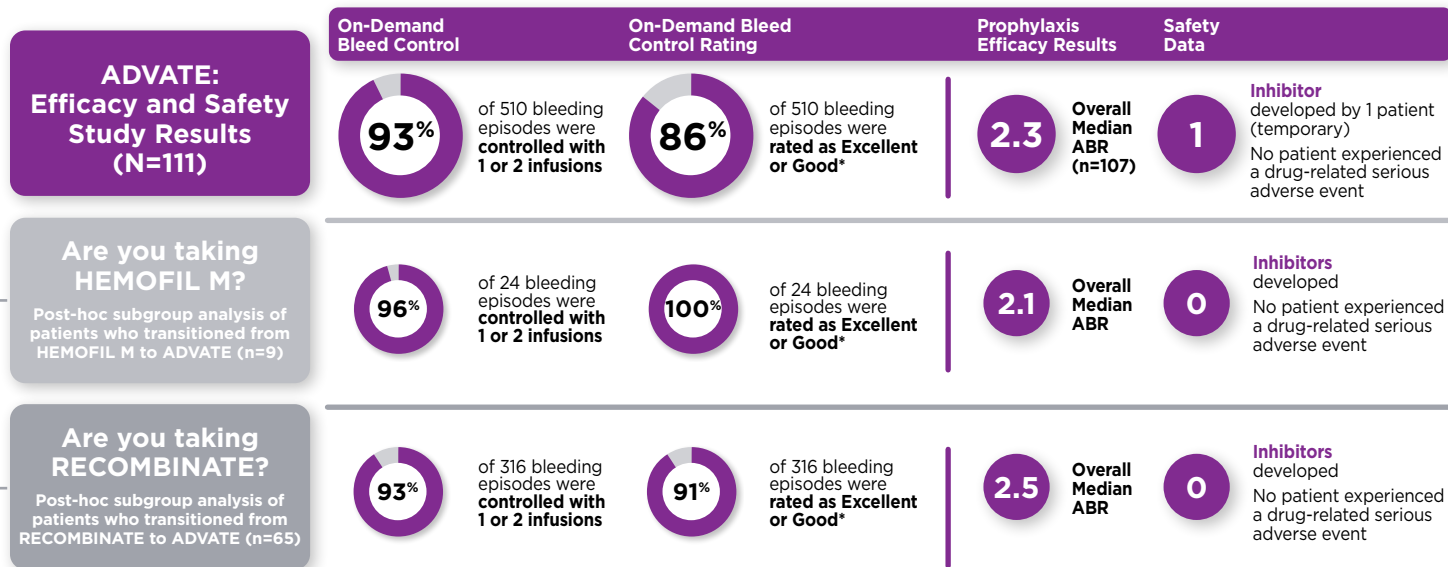 On-Demand
Bleed Control
On-Demand Bleed
Control Rating
Prophylaxis
Efficacy Results
Safety
Data
ADVATE:
Efficacy and Safety
Study Results
(N=111)
93%
of 510 bleeding
episodes were
controlled with
1 or 2 infusions
86%
of 510 bleeding
episodes were
rated as Excellent
or Good*
2.3
Overall
Median
ABR
(n=107)
1
Inhibitor
developed by 1 patient
(temporary)
No patient experienced
a drug-related serious
adverse event
Are you taking
HEMOFIL M?
Post-hoc subgroup analysis of
patients who transitioned from
HEMOFIL M to ADVATE (n=9)
96%
of 24 bleeding
episodes were
controlled with
1 or 2 infusions
100%
of 24 bleeding
episodes were
rated as Excellent
or Good*
2.1
Overall
Median
ABR
0
Inhibitors
developed
No patient experienced
a drug-related serious
adverse event
Are you taking
RECOMBINATE?
Post-hoc subgroup analysis of
patients who transitioned from
RECOMBINATE to ADVATE (n=65)
93%
of 316 bleeding
episodes were
controlled with
1 or 2 infusions
91%
of 316 bleeding
episodes were
rated as Excellent
or Good*
2.5
Overall
Median
ABR
0
Inhibitors
developed
No patient experienced
a drug-related serious
adverse event